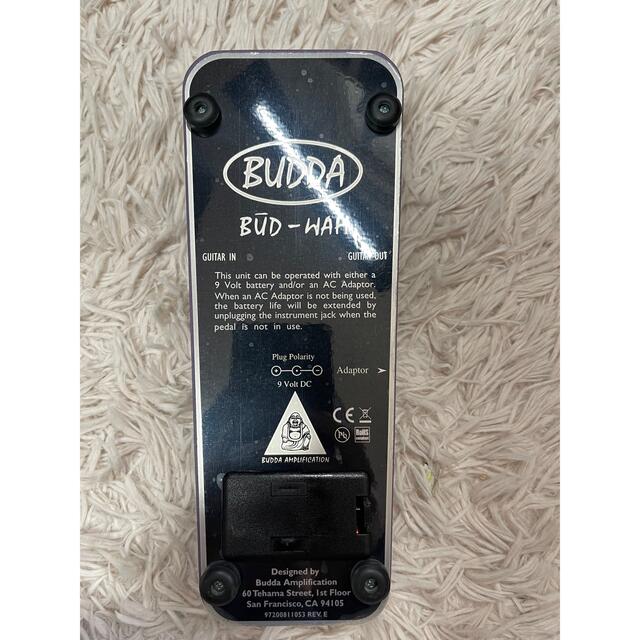 BUDDA
BŪD-WAH
GUITAR IN
GUITAR OUT
This unit can be operated with either a
9 Volt battery and/or an AC Adaptor.
When an AC Adaptor is not being used,
the battery life will be extended by
unplugging the instrument jack when the
pedal is not in use.
Plug Polarity
Adaptor
9 Volt DC
CE
Pb
RoHS
BUDDA AMPLIFICATION
Designed by
Budda Amplification
60 Tehama Street, 1st Floor
San Francisco, CA 94105
97200811053 REV. E